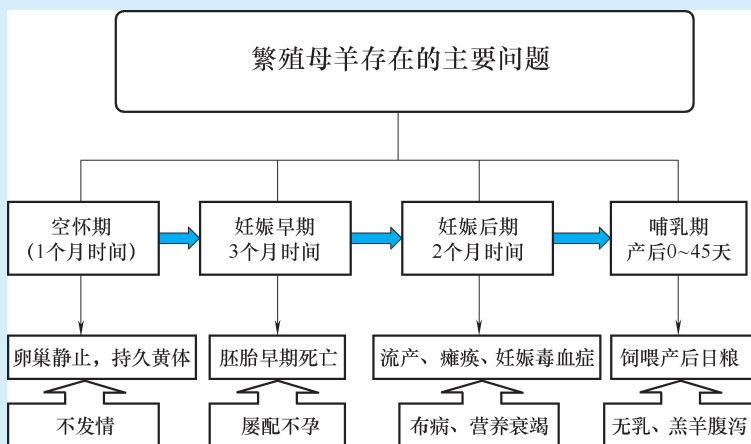 繁殖母羊存在的主要问题
空怀期
(1个月时间)
妊娠早期
3个月时间
妊娠后期
2个月时间
哺乳期
产后0~45天
卵巢静止，持久黄体
胚胎早期死亡
流产、瘫痪、妊娠毒血症
饲喂产后日粮
不发情
屡配不孕
布病、营养衰竭
无乳、羔羊腹泻